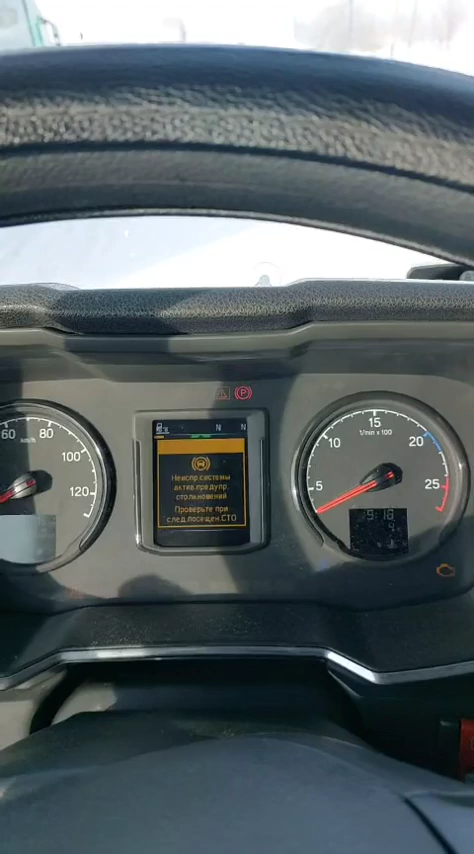 60
80
km/h
100
120
N N
Неиспр.системы
актив.предупр.
столкновений
Проверьте при
след.посещен.СТО
5
10
15
20
25
1/min x 100
P